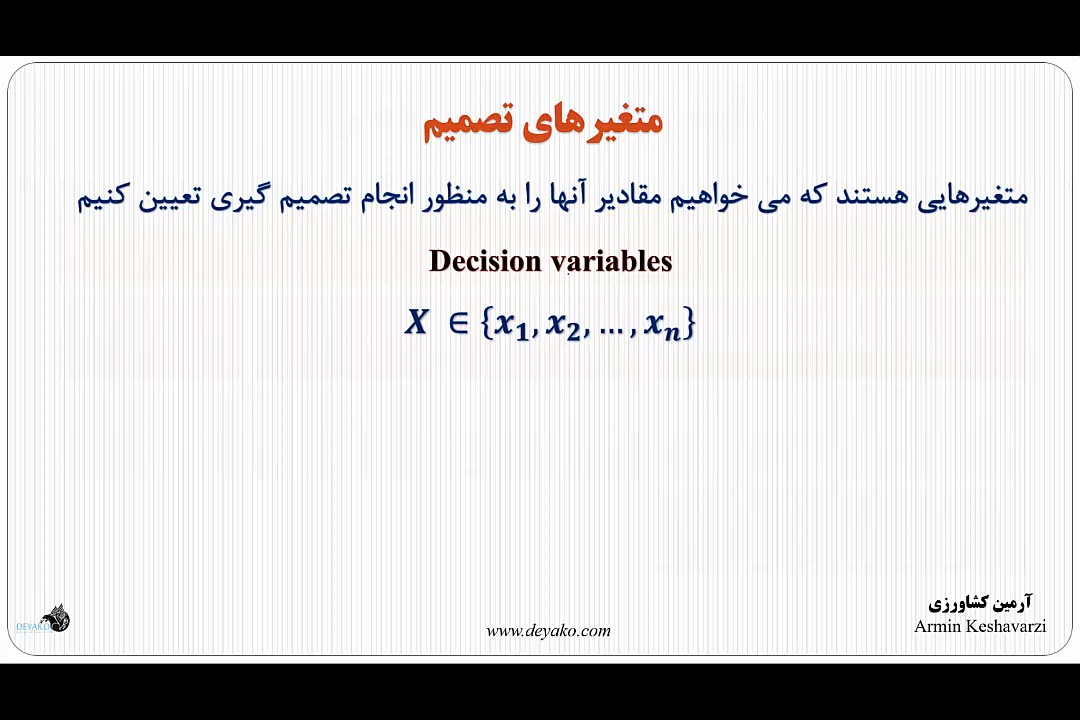 متغیرهای تصمیم
متغیرهایی هستند که می خواهیم مقادیر آنها را به منظور انجام تصمیم گیری تعیین کنیم
Decision variables
X ∈ {x₁, x₂, … , xₙ}
آرمین کشاورزی
Armin Keshavarzi
www.deyako.com
DEYAKO